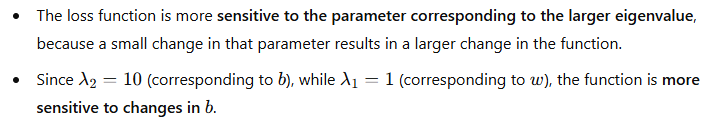 • The loss function is more sensitive to the parameter corresponding to the larger eigenvalue,
because a small change in that parameter results in a larger change in the function.
• Since λ₂ = 10 (corresponding to b), while λ₁ = 1 (corresponding to w), the function is more
sensitive to changes in b.